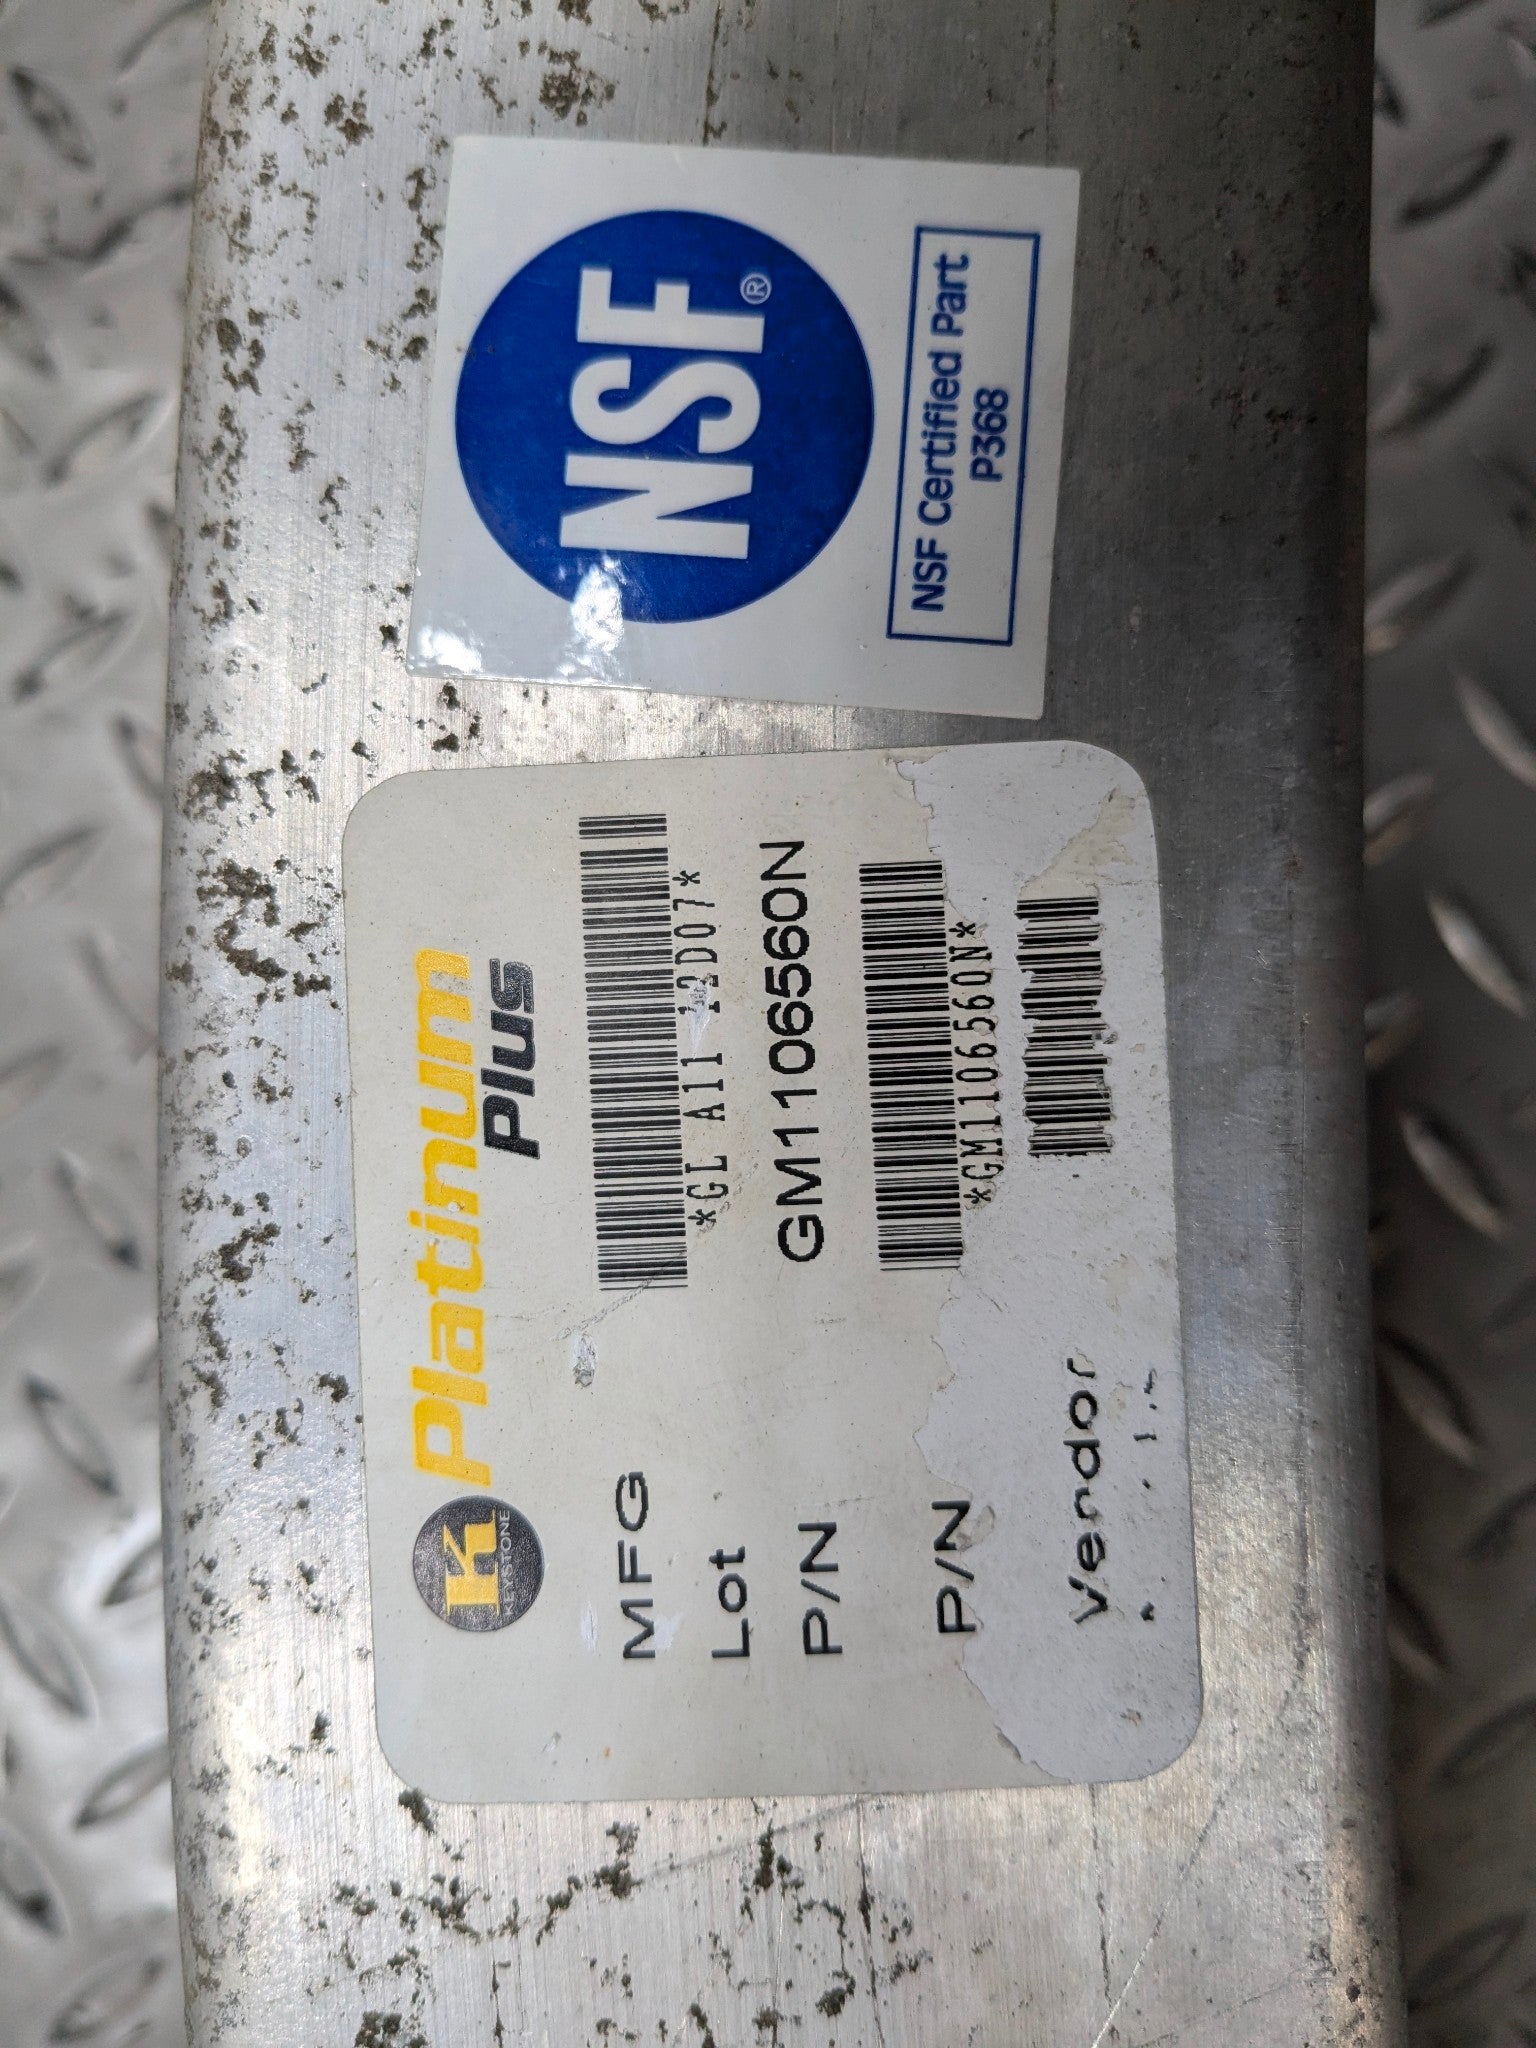 K
KEYSTONE
Platinum
Plus
MFG
Lot
*GL A11 12D07*
P/N
GM1106560N
P/N
*GM1106560N*
Vendor
NSF®
NSF Certified Part
P368